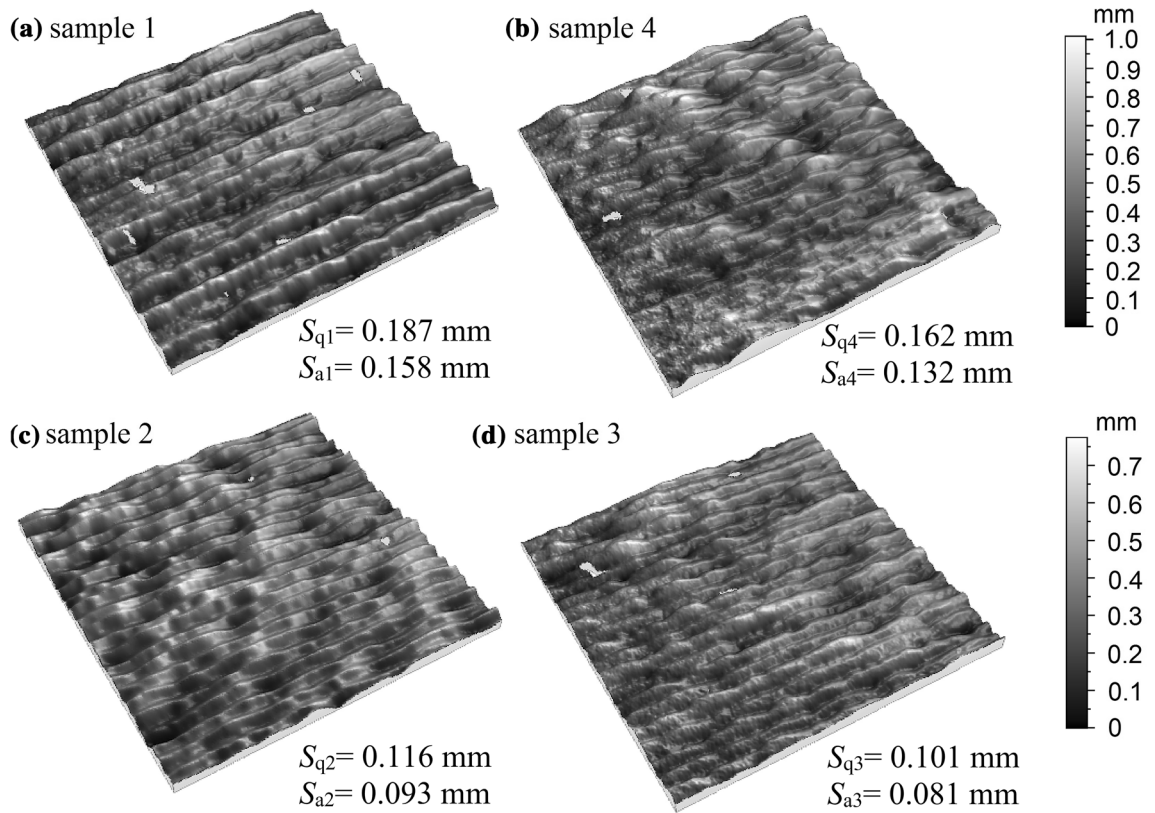 (a) sample 1
(b) sample 4
mm
1.0
0.9
0.8
0.7
0.6
0.5
0.4
0.3
0.2
0.1
0
Sq1= 0.187 mm
Sa1= 0.158 mm
Sq4= 0.162 mm
Sa4= 0.132 mm
(c) sample 2
(d) sample 3
mm
0.7
0.6
0.5
0.4
0.3
0.2
0.1
0
Sq2= 0.116 mm
Sa2= 0.093 mm
Sq3= 0.101 mm
Sa3= 0.081 mm